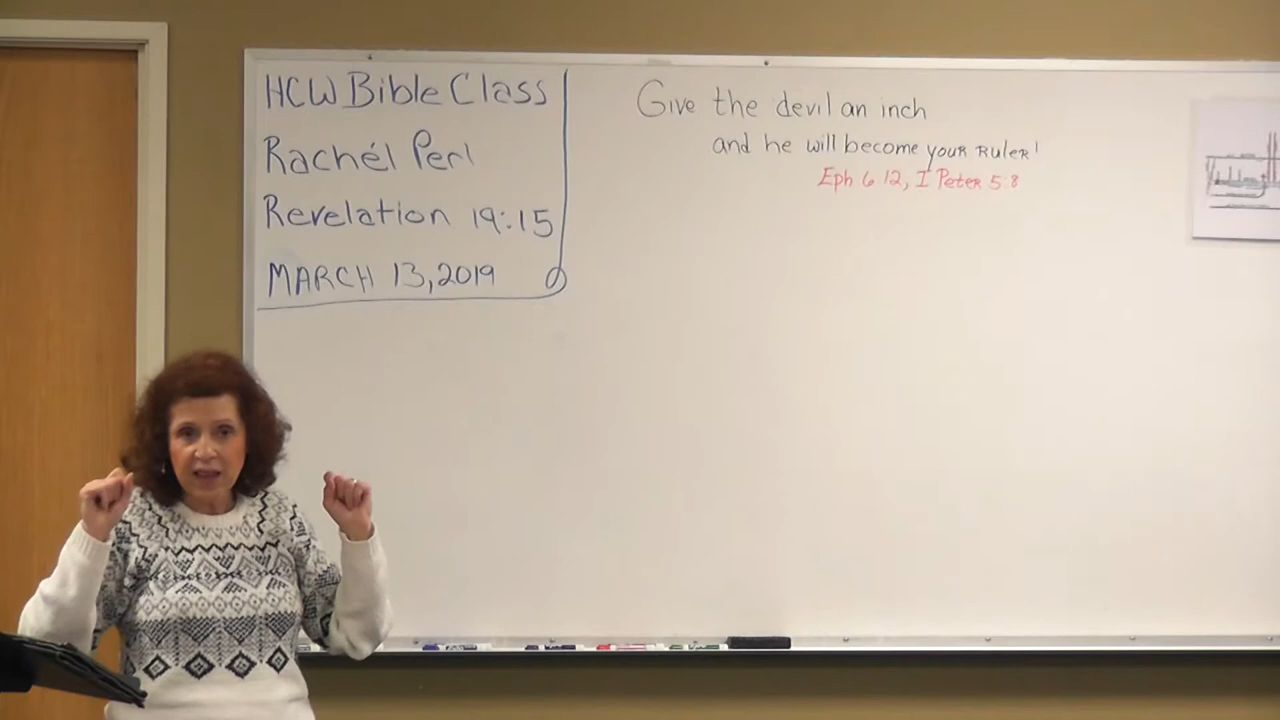 HCW Bible Class
Rachél Perl
Revelation 19:15
MARCH 13, 2019
Give the devil an inch
and he will become your RULER!
Eph 6:12, I Peter 5:8